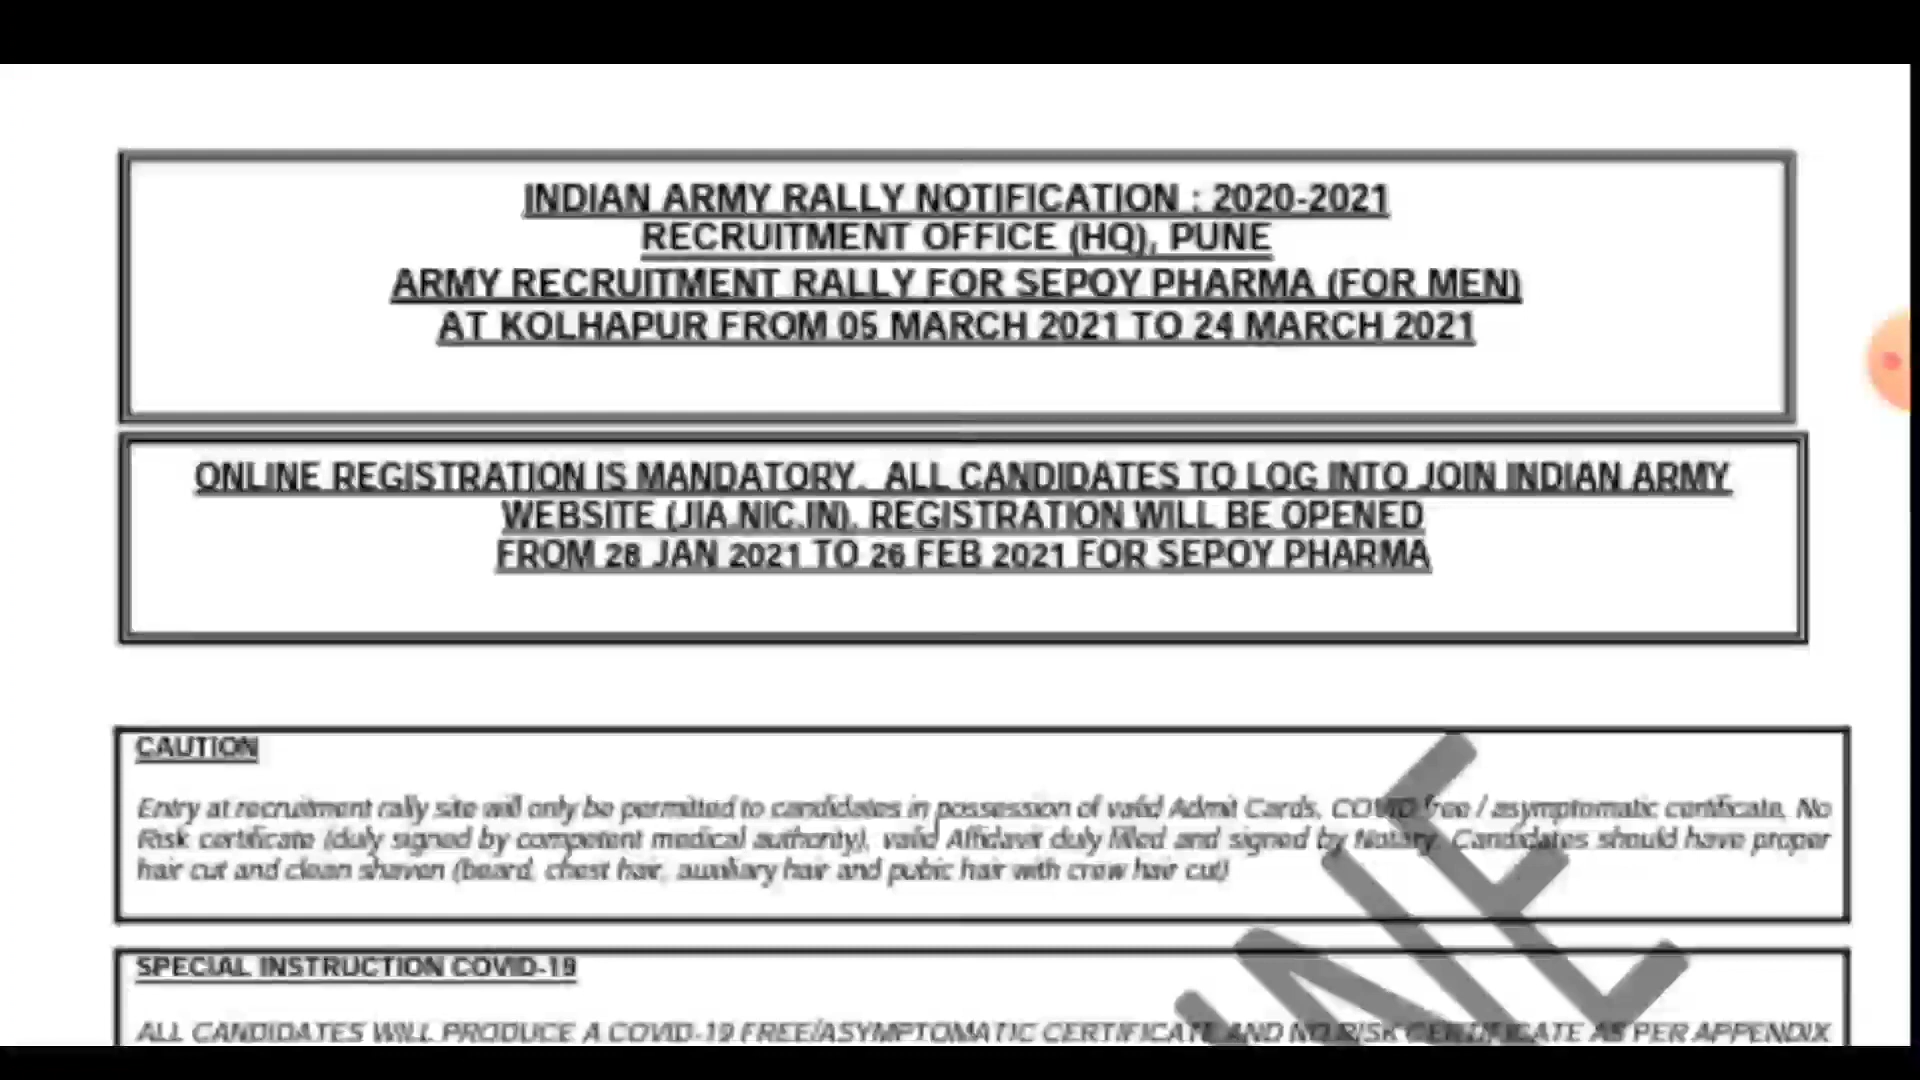 INDIAN ARMY RALLY NOTIFICATION : 2020-2021
RECRUITMENT OFFICE (HQ), PUNE
ARMY RECRUITMENT RALLY FOR SEPOY PHARMA (FOR MEN)
AT KOLHAPUR FROM 05 MARCH 2021 TO 24 MARCH 2021
ONLINE REGISTRATION IS MANDATORY. ALL CANDIDATES TO LOG INTO JOIN INDIAN ARMY
WEBSITE (JIA.NIC.IN). REGISTRATION WILL BE OPENED
FROM 28 JAN 2021 TO 26 FEB 2021 FOR SEPOY PHARMA
CAUTION
Entry at recruitment rally site will only be permitted to candidates in possession of valid Admit Cards, COVID free / asymptomatic certificate, No
Risk certificate (duly signed by competent medical authority), valid Affidavit duly filled and signed by Notary. Candidates should have proper
hair cut and clean shaven (beard, chest hair, auxiliary hair and pubic hair with crew hair cut)
SPECIAL INSTRUCTION COVID-19
ALL CANDIDATES WILL PRODUCE A COVID-19 FREE/ASYMPTOMATIC CERTIFICATE AND NO RISK CERTIFICATE AS PER APPENDIX
NE